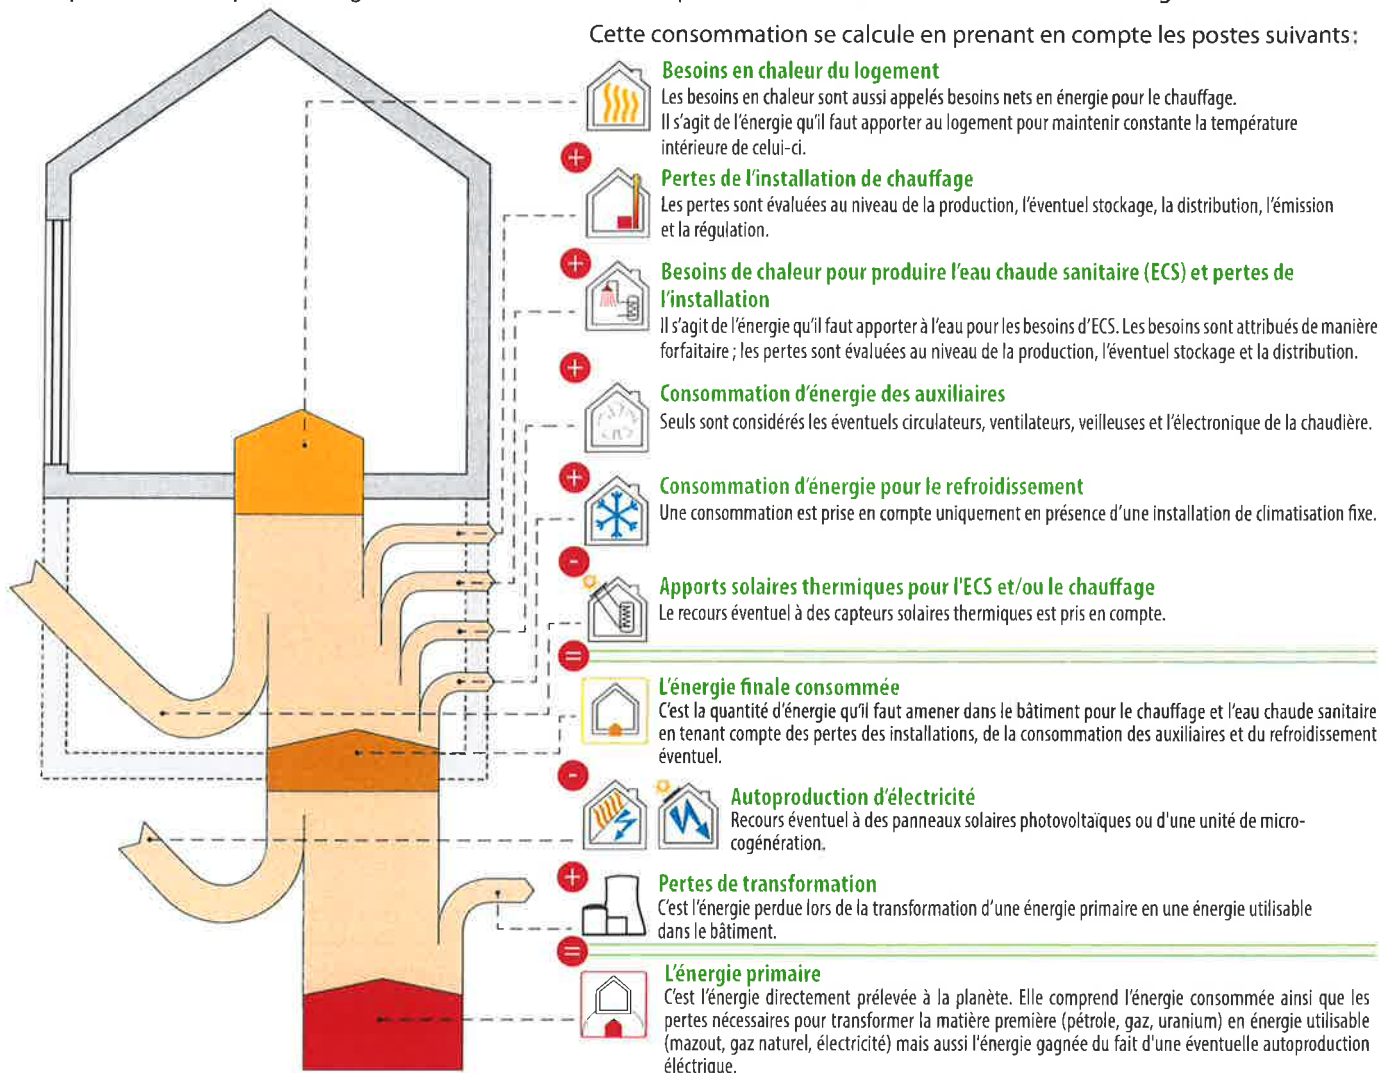 Cette consommation se calcule en prenant en compte les postes suivants :
Besoins en chaleur du logement
Les besoins en chaleur sont aussi appelés besoins nets en énergie pour le chauffage.
Il s'agit de l'énergie qu'il faut apporter au logement pour maintenir constante la température
intérieure de celui-ci.
+
Pertes de l'installation de chauffage
Les pertes sont évaluées au niveau de la production, l'éventuel stockage, la distribution, l'émission
et la régulation.
+
Besoins de chaleur pour produire l'eau chaude sanitaire (ECS) et pertes de
l'installation
Il s'agit de l'énergie qu'il faut apporter à l'eau pour les besoins d'ECS. Les besoins sont attribués de manière
forfaitaire ; les pertes sont évaluées au niveau de la production, l'éventuel stockage et la distribution.
+
Consommation d'énergie des auxiliaires
Seuls sont considérés les éventuels circulateurs, ventilateurs, veilleuses et l'électronique de la chaudière.
+
Consommation d'énergie pour le refroidissement
Une consommation est prise en compte uniquement en présence d'une installation de climatisation fixe.
-
Apports solaires thermiques pour l'ECS et/ou le chauffage
Le recours éventuel à des capteurs solaires thermiques est pris en compte.
=
L'énergie finale consommée
C'est la quantité d'énergie qu'il faut amener dans le bâtiment pour le chauffage et l'eau chaude sanitaire
en tenant compte des pertes des installations, de la consommation des auxiliaires et du refroidissement
éventuel.
-
Autoproduction d'électricité
Recours éventuel à des panneaux solaires photovoltaïques ou d'une unité de micro-
cogénération.
+
Pertes de transformation
C'est l'énergie perdue lors de la transformation d'une énergie primaire en une énergie utilisable
dans le bâtiment.
=
L'énergie primaire
C'est l'énergie directement prélevée à la planète. Elle comprend l'énergie consommée ainsi que les
pertes nécessaires pour transformer la matière première (pétrole, gaz, uranium) en énergie utilisable
(mazout, gaz naturel, électricité) mais aussi l'énergie gagnée du fait d'une éventuelle autoproduction
éléctrique.